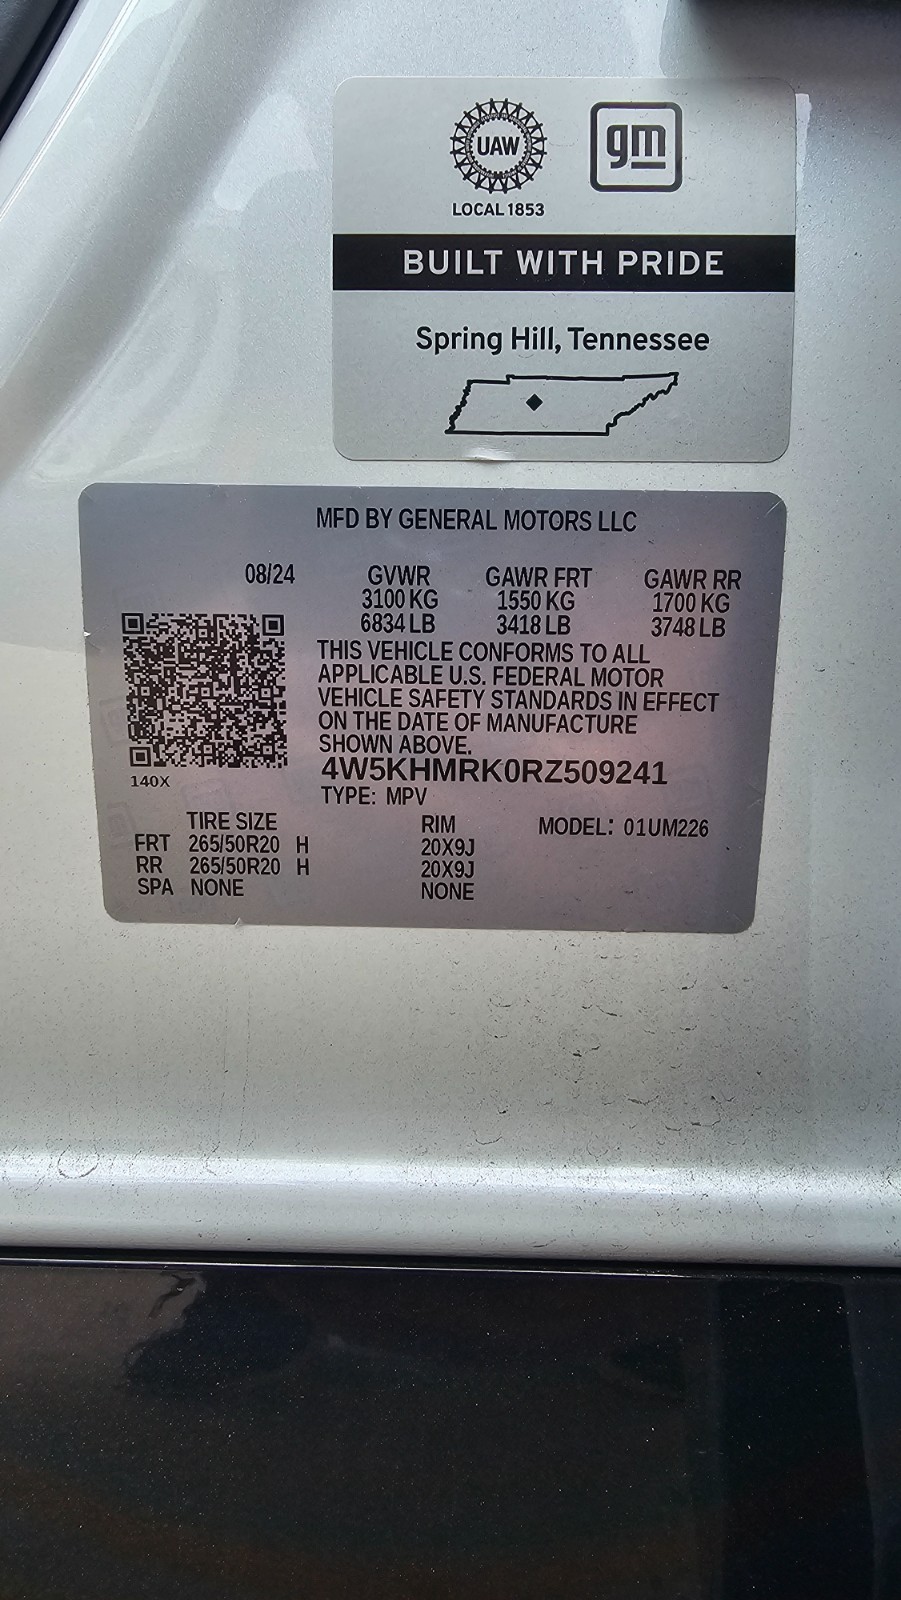 UAW
gm
LOCAL 1853
BUILT WITH PRIDE
Spring Hill, Tennessee
MFD BY GENERAL MOTORS LLC
08/24 GVWR GAWR FRT GAWR RR
3100 KG 1550 KG 1700 KG
6834 LB 3418 LB 3748 LB
THIS VEHICLE CONFORMS TO ALL
APPLICABLE U.S. FEDERAL MOTOR
VEHICLE SAFETY STANDARDS IN EFFECT
ON THE DATE OF MANUFACTURE
SHOWN ABOVE.
4W5KHMRK0RZ509241
140X
TYPE: MPV
TIRE SIZE RIM MODEL: 01UM226
FRT 265/50R20 H 20X9J
RR 265/50R20 H 20X9J
SPA NONE NONE